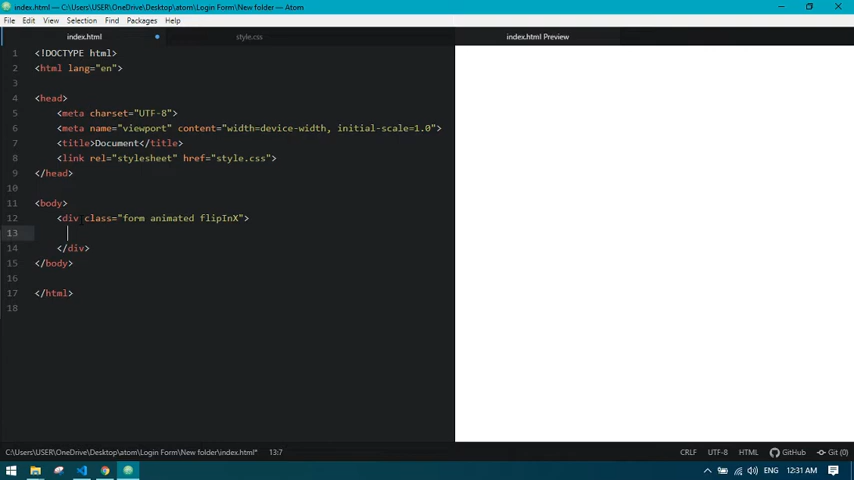 index.html — C:\Users\USER\OneDrive\Desktop\atom\Login Form\New folder — Atom
File Edit View Selection Find Packages Help
index.html style.css index.html Preview
1 <!DOCTYPE html>
2 <html lang="en">
3
4 <head>
5 <meta charset="UTF-8">
6 <meta name="viewport" content="width=device-width, initial-scale=1.0">
7 <title>Document</title>
8 <link rel="stylesheet" href="style.css">
9 </head>
10
11 <body>
12 <div class="form animated flipInX">
13
14 </div>
15 </body>
16
17 </html>
18
C:\Users\USER\OneDrive\Desktop\atom\Login Form\New folder\index.html* 13:7 CRLF UTF-8 HTML GitHub Git (0)
ENG 12:31 AM